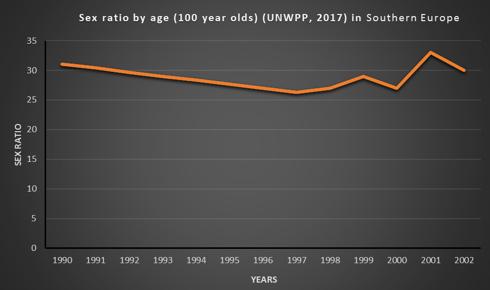 Sex ratio by age (100 year olds) (UNWPP, 2017) in Southern Europe
35
30
25
20
15
10
5
0
SEX RATIO
1990 1991 1992 1993 1994 1995 1996 1997 1998 1999 2000 2001 2002
YEARS